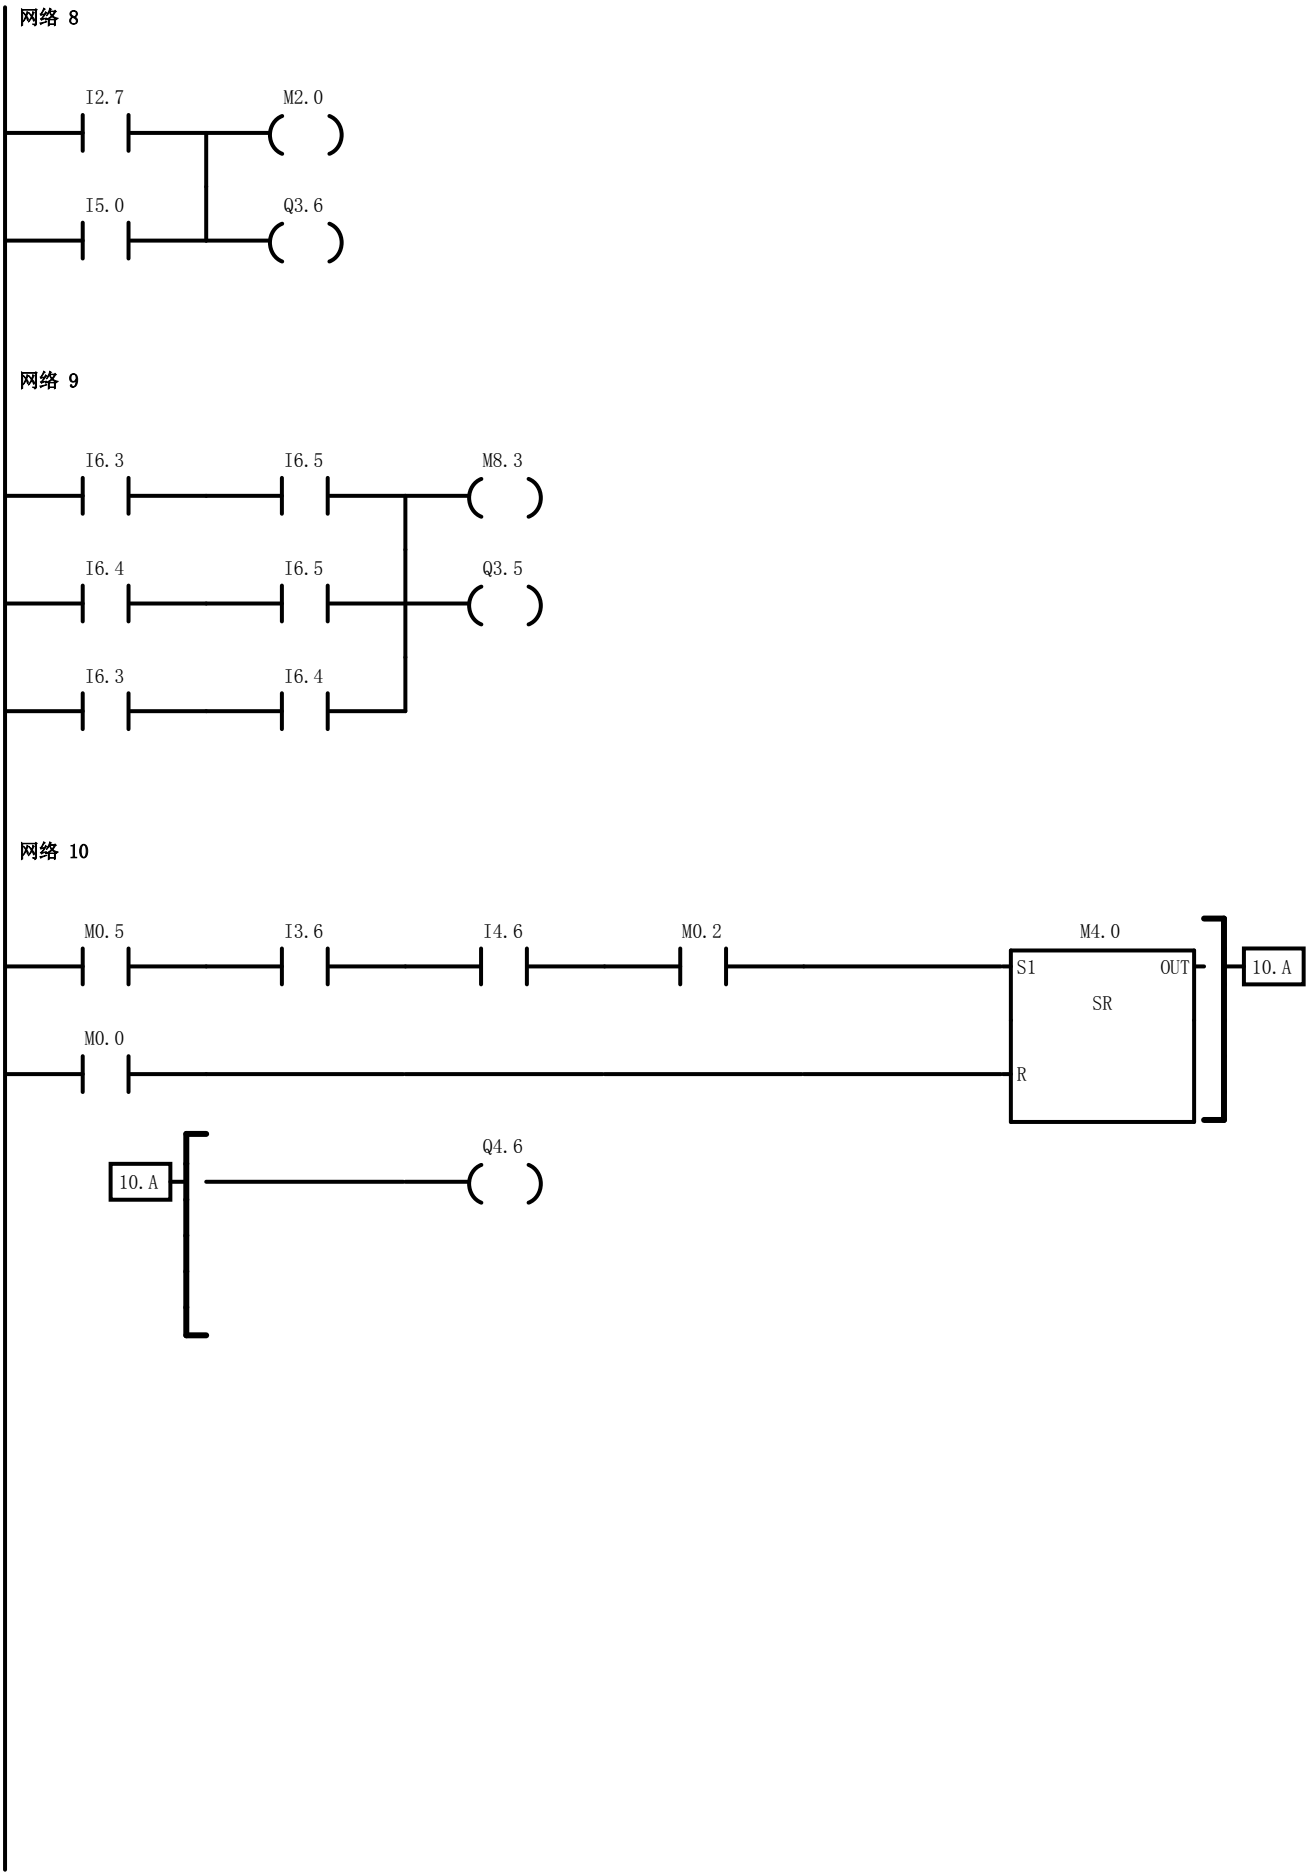 网络 8
I2.7 M2.0
I5.0 Q3.6
网络 9
I6.3 I6.5 M8.3
I6.4 I6.5 Q3.5
I6.3 I6.4
网络 10
M0.5 I3.6 I4.6 M0.2 M4.0
S1 OUT 10.A
SR
M0.0
R
Q4.6
10.A